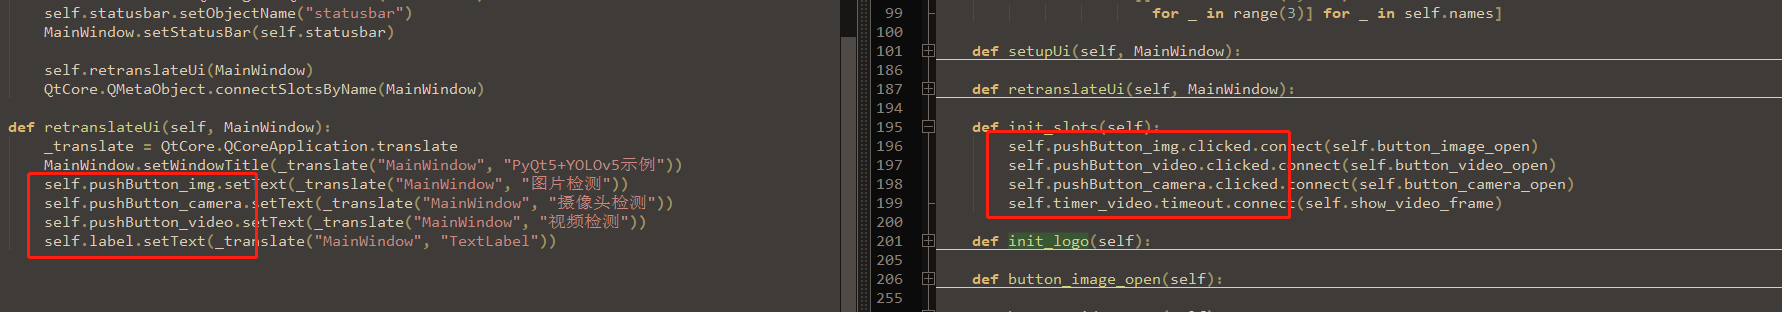 self.statusbar.setObjectName("statusbar")
MainWindow.setStatusBar(self.statusbar)
self.retranslateUi(MainWindow)
QtCore.QMetaObject.connectSlotsByName(MainWindow)
def retranslateUi(self, MainWindow):
_translate = QtCore.QCoreApplication.translate
MainWindow.setWindowTitle(_translate("MainWindow", "PyQt5+YOLOv5示例"))
self.pushButton_img.setText(_translate("MainWindow", "图片检测"))
self.pushButton_camera.setText(_translate("MainWindow", "摄像头检测"))
self.pushButton_video.setText(_translate("MainWindow", "视频检测"))
self.label.setText(_translate("MainWindow", "TextLabel"))
99 for _ in range(3)] for _ in self.names]
100
101 def setupUi(self, MainWindow):
186
187 def retranslateUi(self, MainWindow):
194
195 def init_slots(self):
196 self.pushButton_img.clicked.connect(self.button_image_open)
197 self.pushButton_video.clicked.connect(self.button_video_open)
198 self.pushButton_camera.clicked.connect(self.button_camera_open)
199 self.timer_video.timeout.connect(self.show_video_frame)
200
201 def init_logo(self):
205
206 def button_image_open(self):
255